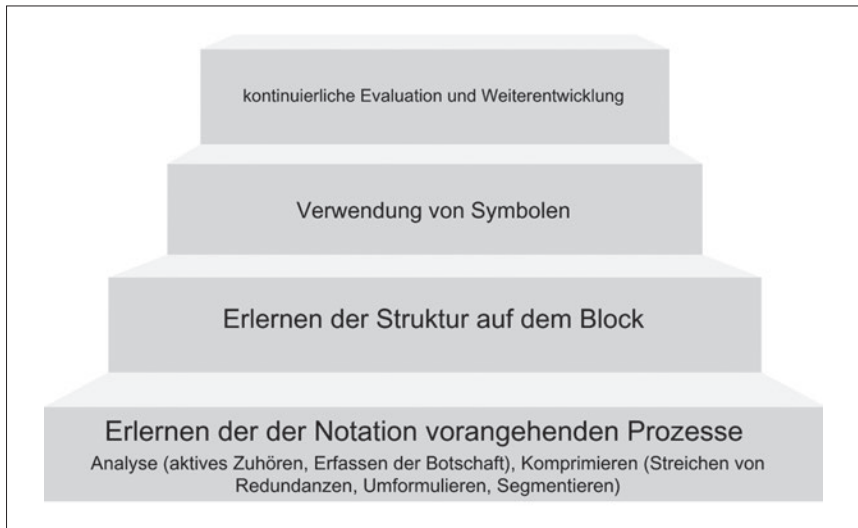 kontinuierliche Evaluation und Weiterentwicklung
Verwendung von Symbolen
Erlernen der Struktur auf dem Block
Erlernen der der Notation vorangehenden Prozesse
Analyse (aktives Zuhören, Erfassen der Botschaft), Komprimieren (Streichen von
Redundanzen, Umformulieren, Segmentieren)